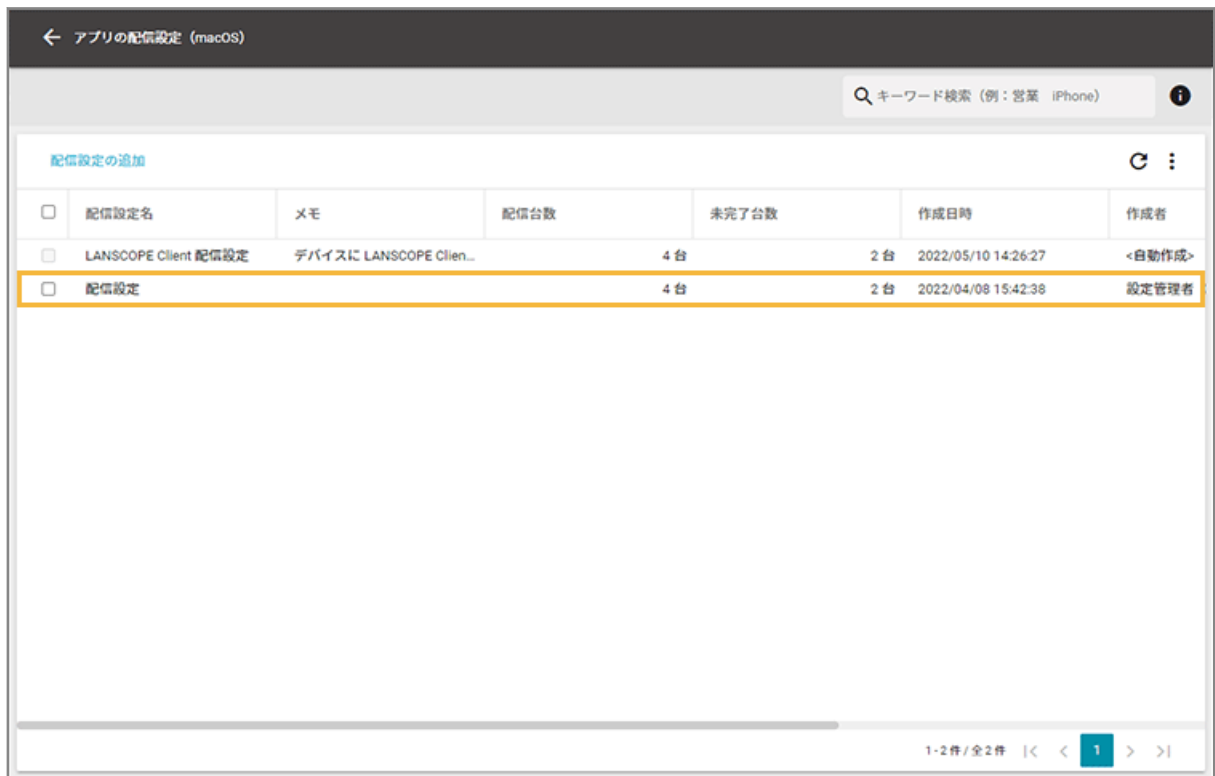 ← アプリの配信設定（macOS）
キーワード検索（例：営業 iPhone）
配信設定の追加
配信設定名 メモ 配信台数 未完了台数 作成日時 作成者
LANSCOPE Client 配信設定 デバイスに LANSCOPE Clien... 4 台 2 台 2022/05/10 14:26:27 <自動作成>
配信設定 4 台 2 台 2022/04/08 15:42:38 設定管理者
1-2件/全2件 |< < 1 > >|